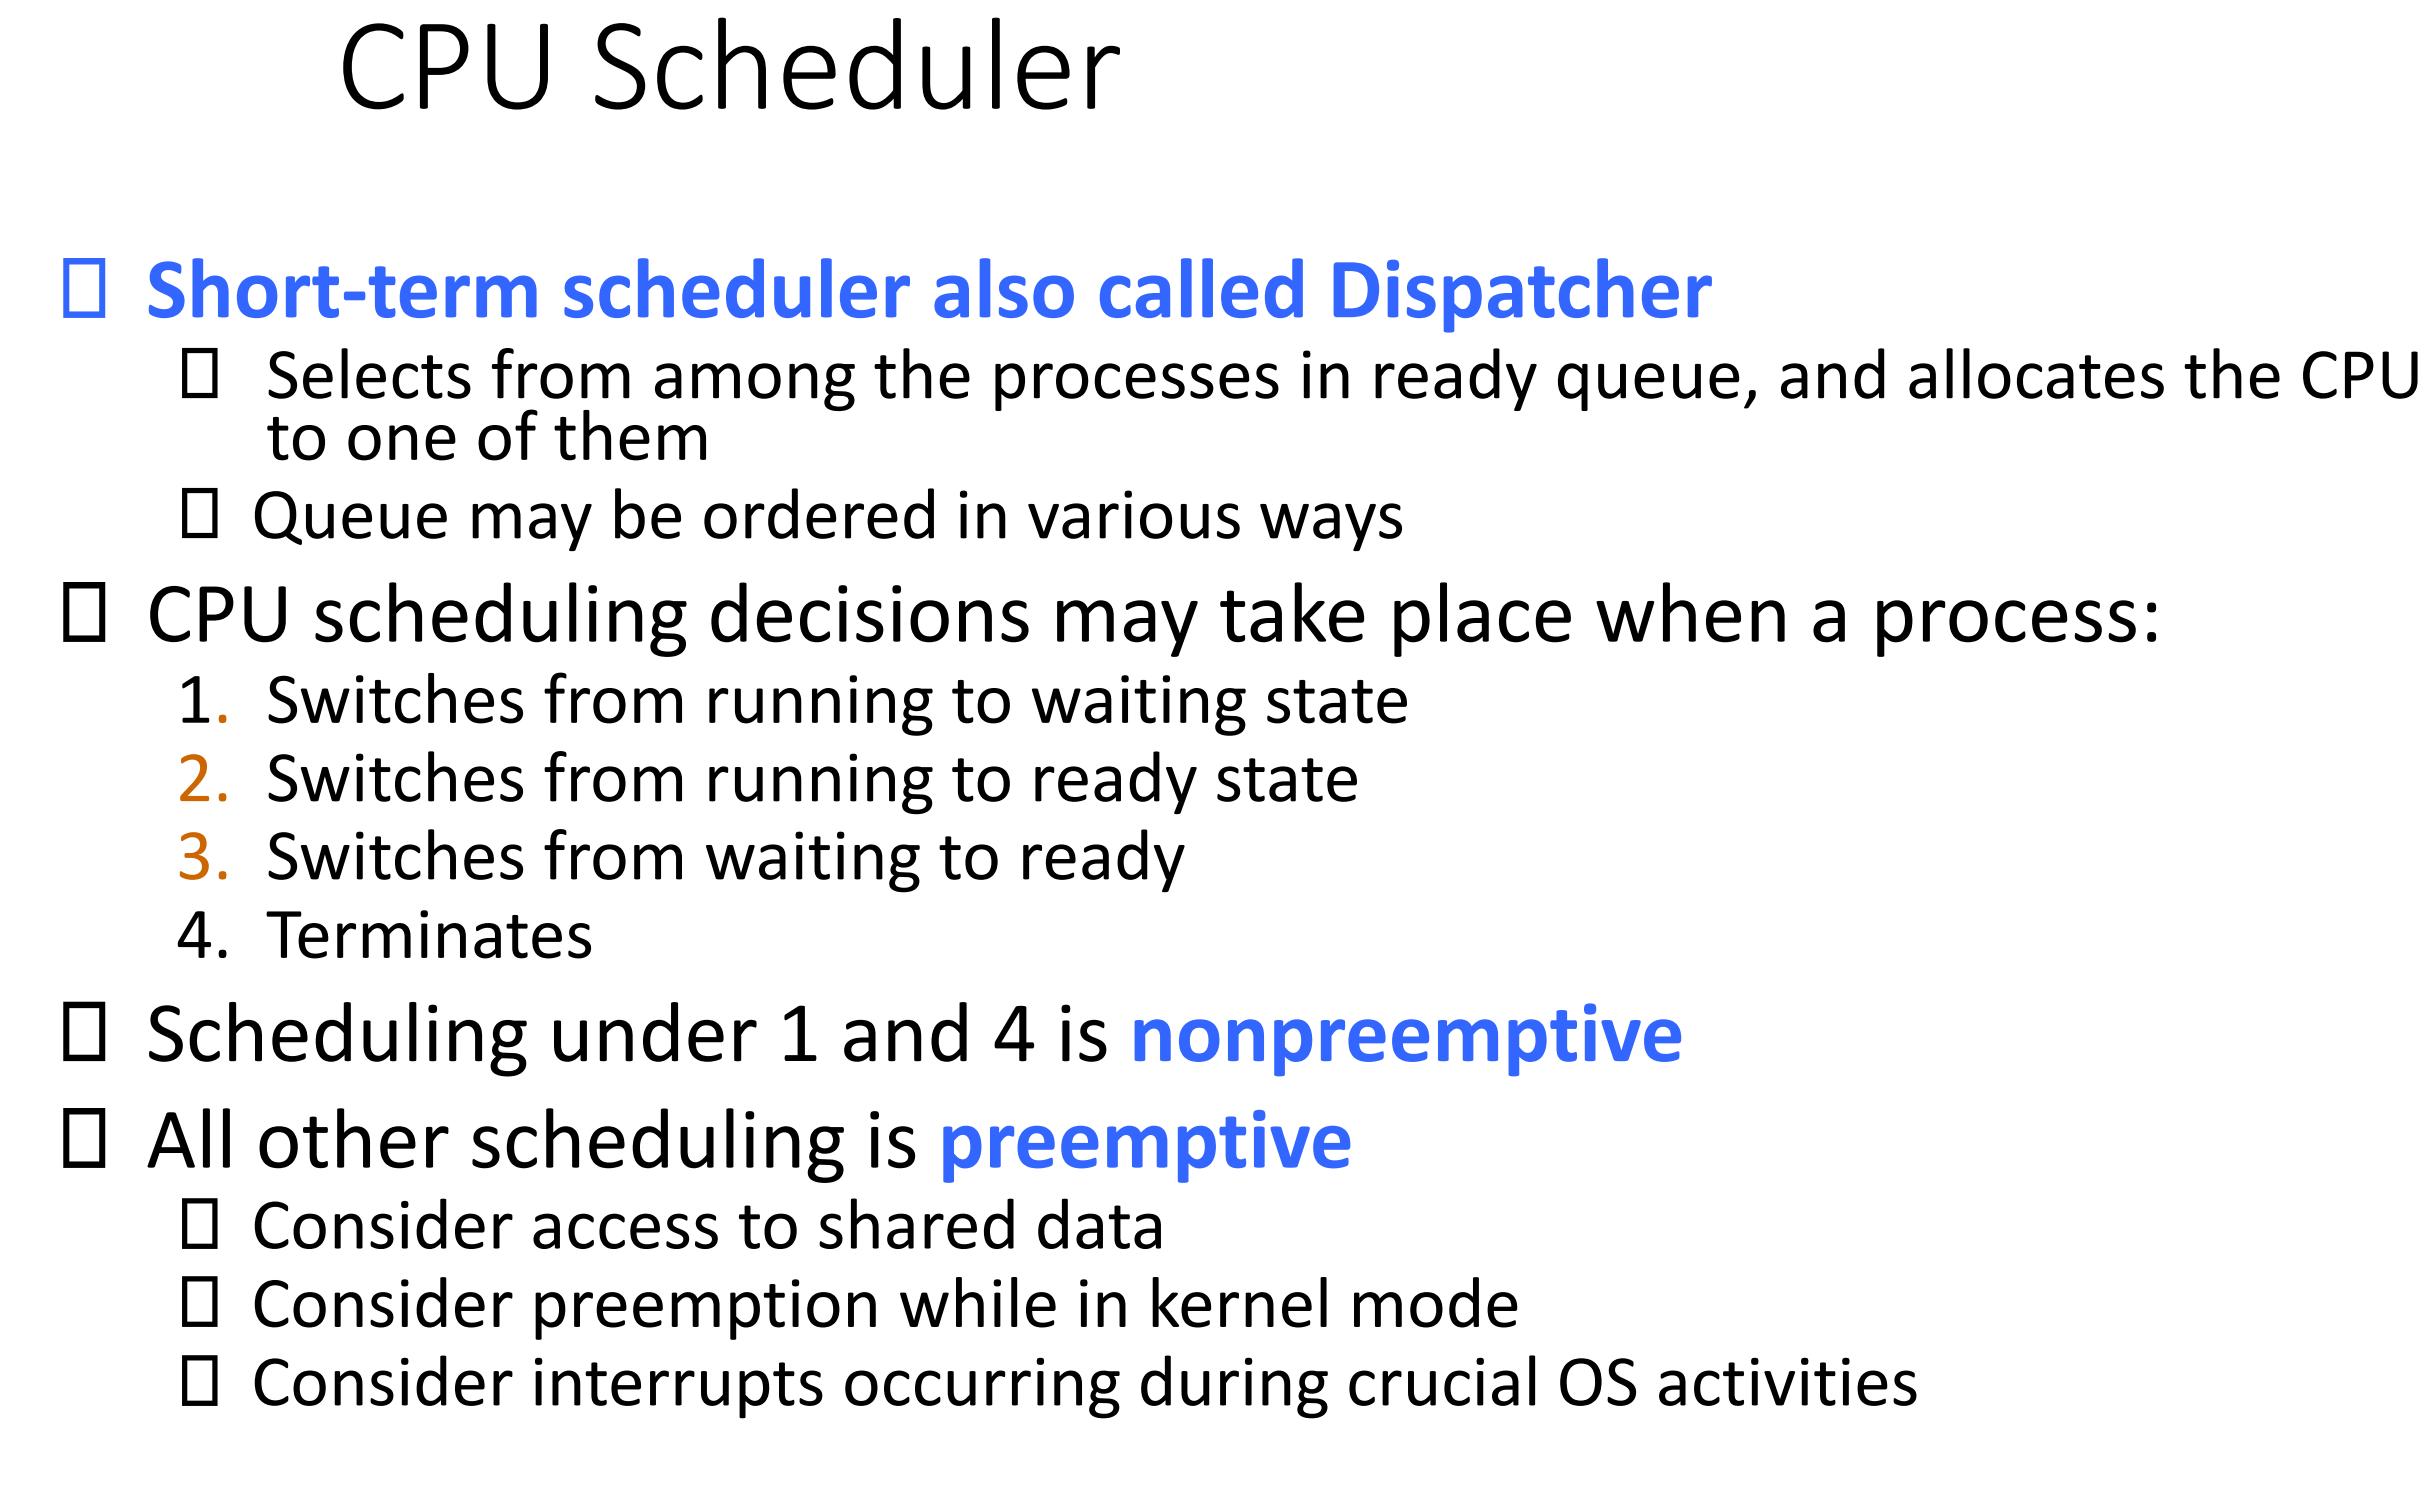 CPU Scheduler
Short-term scheduler also called Dispatcher
Selects from among the processes in ready queue, and allocates the CPU
to one of them
Queue may be ordered in various ways
CPU scheduling decisions may take place when a process:
1. Switches from running to waiting state
2. Switches from running to ready state
3. Switches from waiting to ready
4. Terminates
Scheduling under 1 and 4 is nonpreemptive
All other scheduling is preemptive
Consider access to shared data
Consider preemption while in kernel mode
Consider interrupts occurring during crucial OS activities